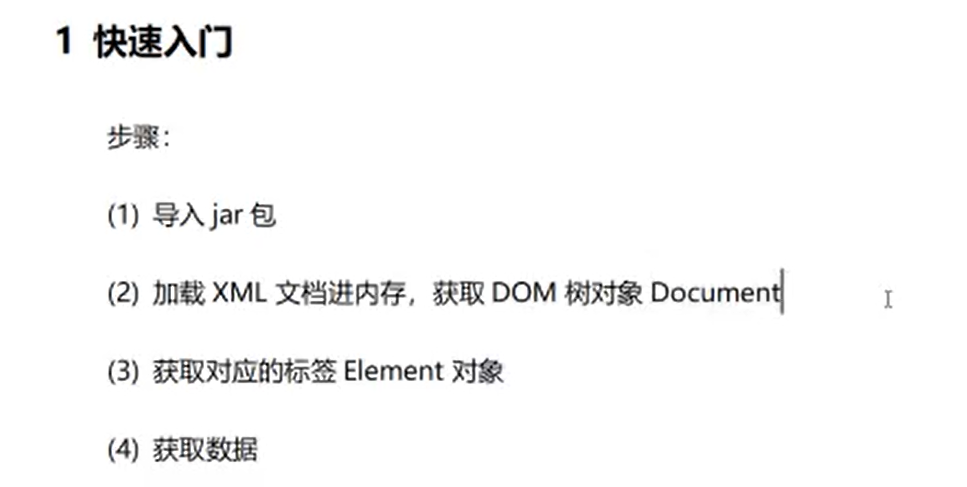 1 快速入门
步骤：
(1) 导入 jar 包
(2) 加载 XML 文档进内存，获取 DOM 树对象 Document
(3) 获取对应的标签 Element 对象
(4) 获取数据